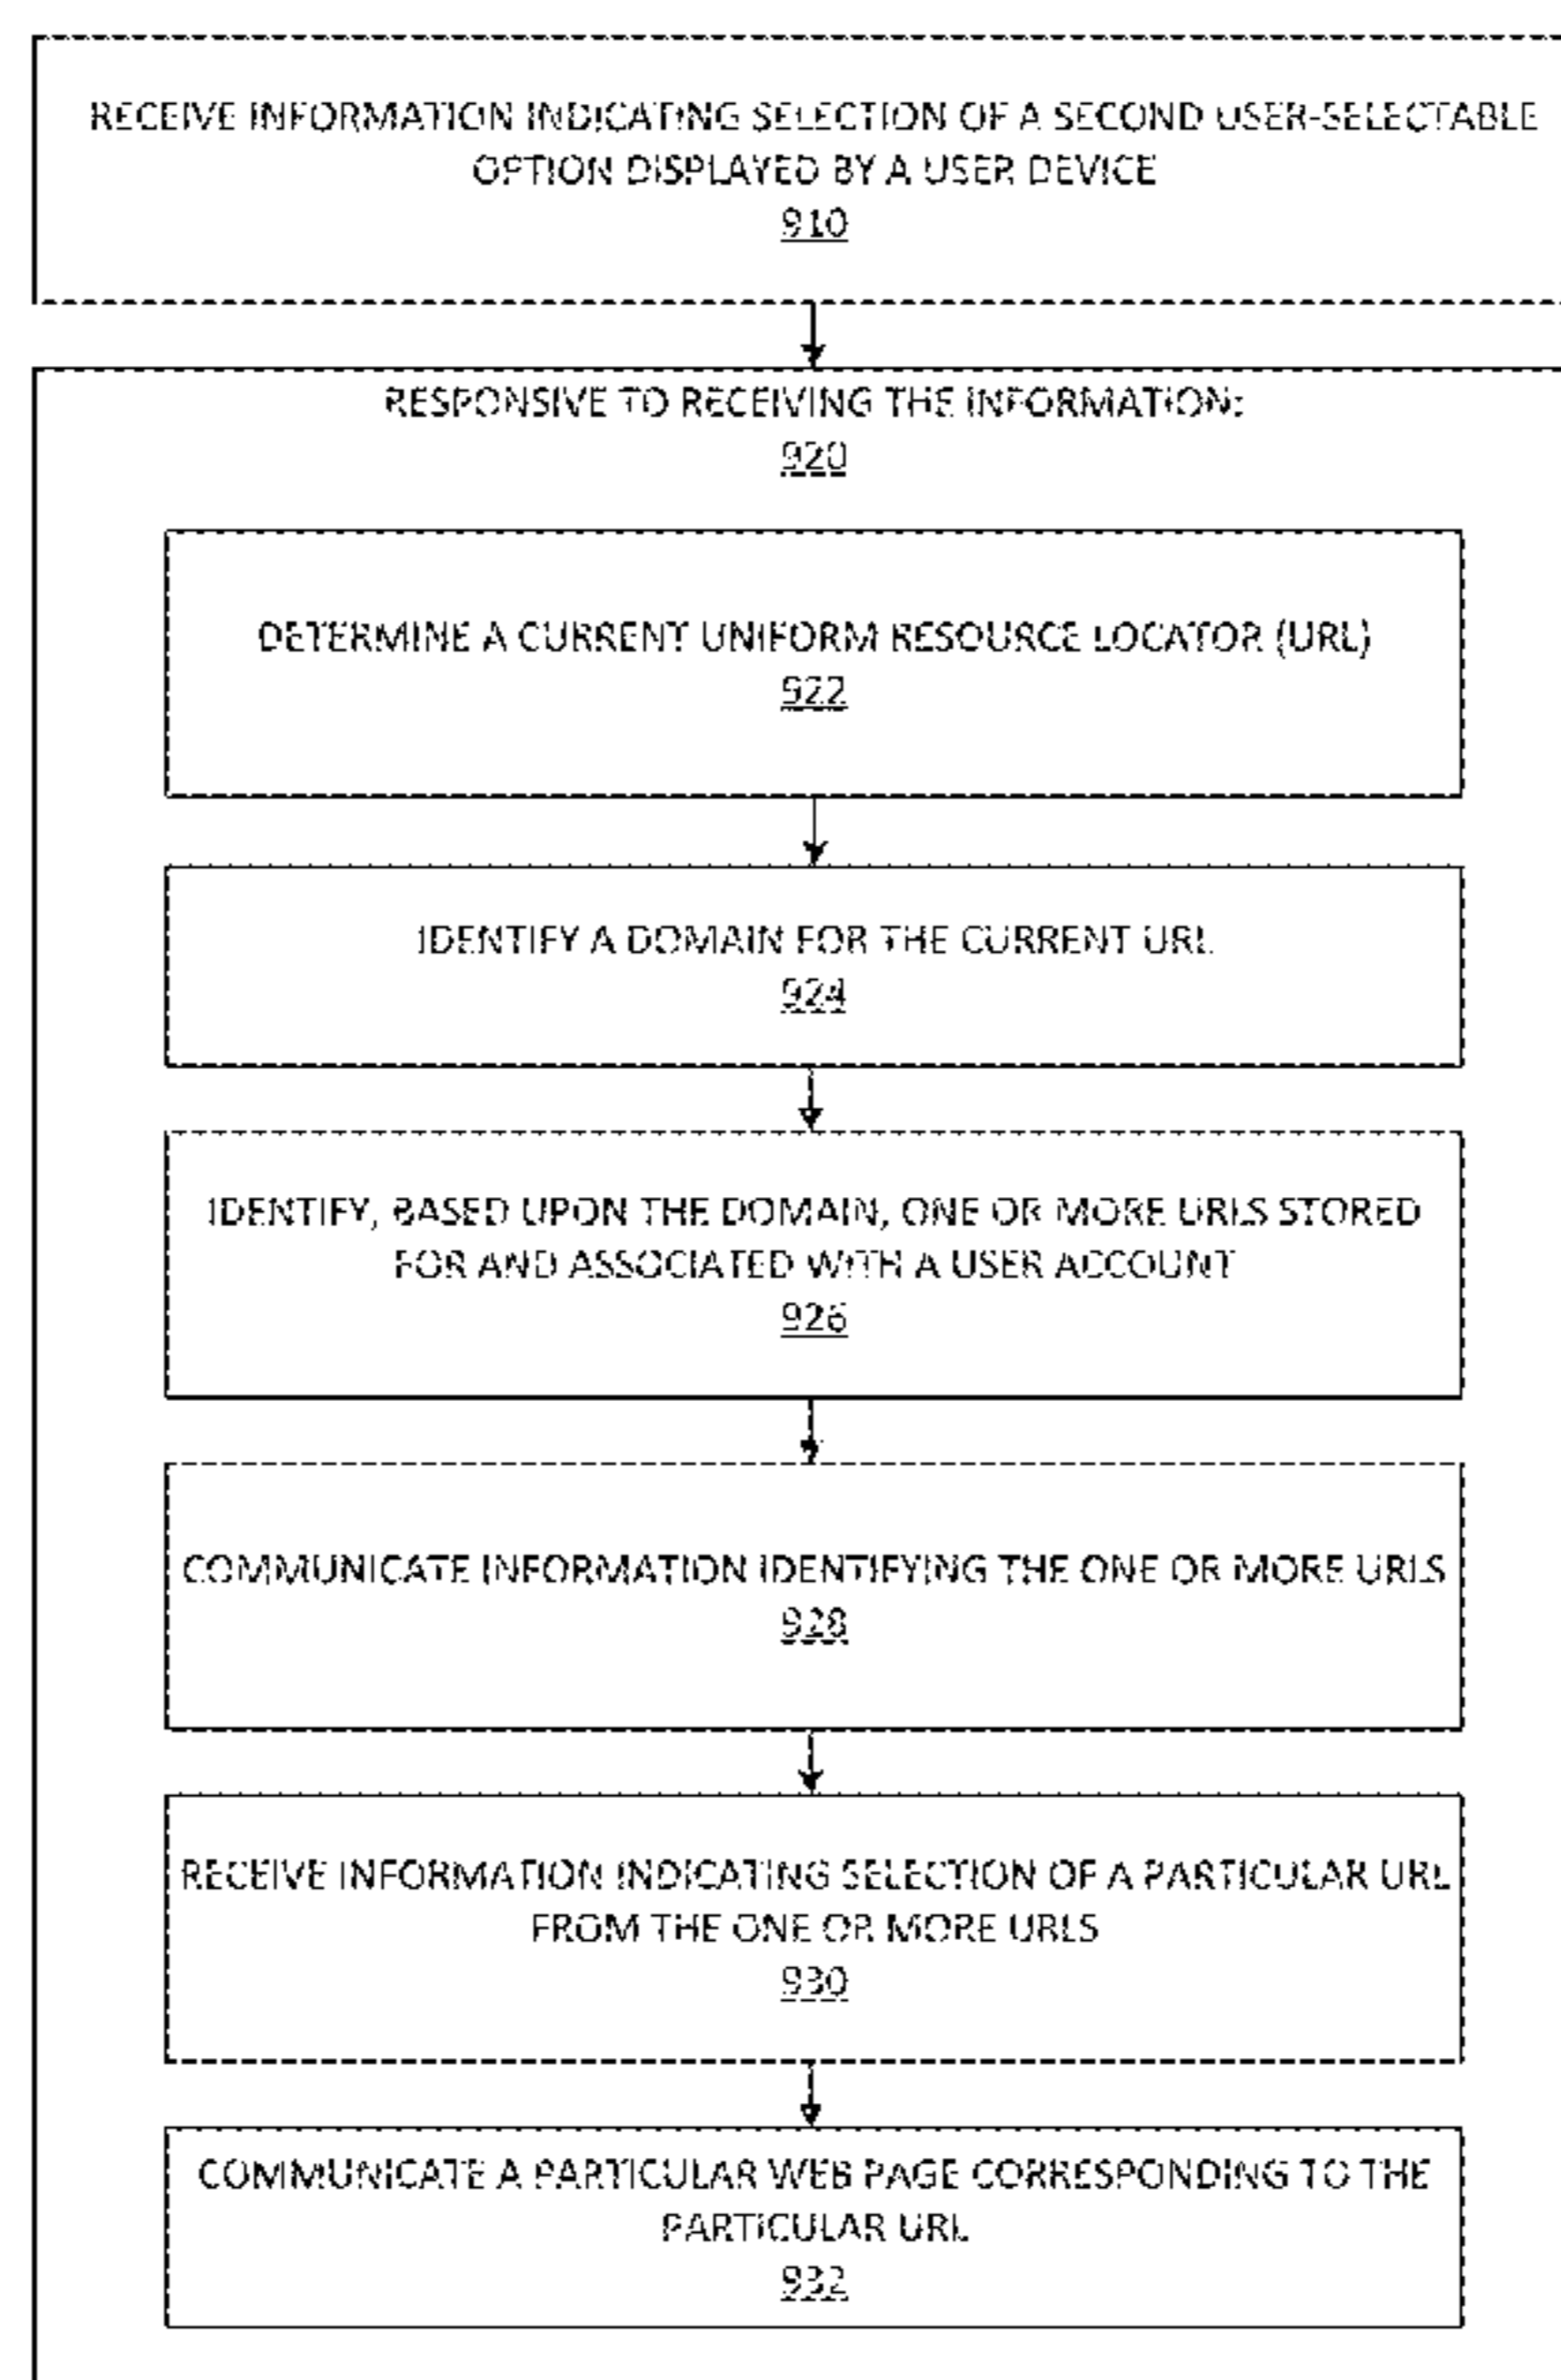 RECEIVE INFORMATION INDICATING SELECTION OF A SECOND USER-SELECTABLE
OPTION DISPLAYED BY A USER DEVICE
910
RESPONSIVE TO RECEIVING THE INFORMATION:
920
DETERMINE A CURRENT UNIFORM RESOURCE LOCATOR (URL)
922
IDENTIFY A DOMAIN FOR THE CURRENT URL
924
IDENTIFY, BASED UPON THE DOMAIN, ONE OR MORE URLS STORED
FOR AND ASSOCIATED WITH A USER ACCOUNT
926
COMMUNICATE INFORMATION IDENTIFYING THE ONE OR MORE URLS
928
RECEIVE INFORMATION INDICATING SELECTION OF A PARTICULAR URL
FROM THE ONE OR MORE URLS
930
COMMUNICATE A PARTICULAR WEB PAGE CORRESPONDING TO THE
PARTICULAR URL
932